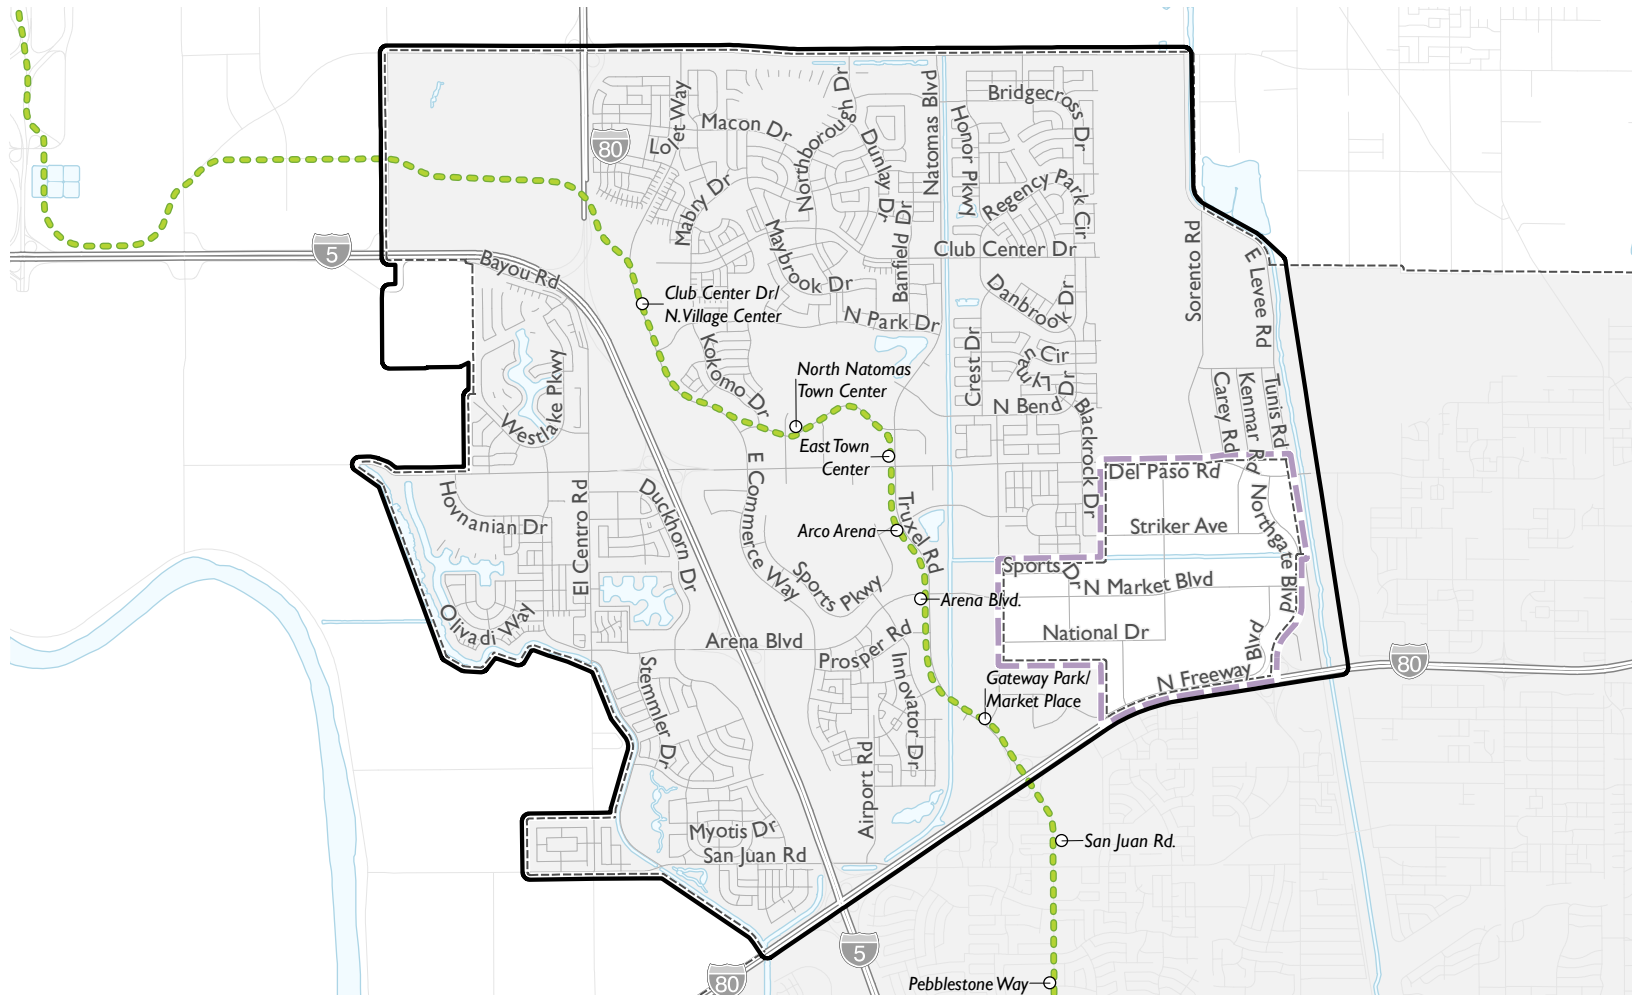 Bridgecross Dr
Natomas Blvd
Honor Pkwy
Northborough Dr
Lofet Way
Macon Dr
Dunlay Dr
80
Regency Park Cir
Mabry Dr
Banfield Dr
Maybrook Dr
Club Center Dr
Sorento Rd
E Levee Rd
5
Bayou Rd
Danbrook Dr
Club Center Dr/
N. Village Center
N Park Dr
Kokomo Dr
Crest Dr
Lyman Cir
Dr
Westlake Pkwy
North Natomas
Town Center
Carey Rd
Kenmar Rd
Tunis Rd
N Bend
Blackrock Dr
East Town
Center
E Commerce Way
Del Paso Rd
Hovnanian Dr
El Centro Rd
Duckhorn Dr
Truxel Rd
Northgate Blvd
Striker Ave
Arco Arena
Sports Dr
Sports Pkwy
N Market Blvd
Arena Blvd.
Olivadi Way
Arena Blvd
Prosper Rd
National Dr
Innovator Dr
Stemmler Dr
N Freeway Blvd
80
Gateway Park/
Market Place
Airport Rd
Myotis Dr
San Juan Rd
San Juan Rd.
5
80
Pebblestone Way